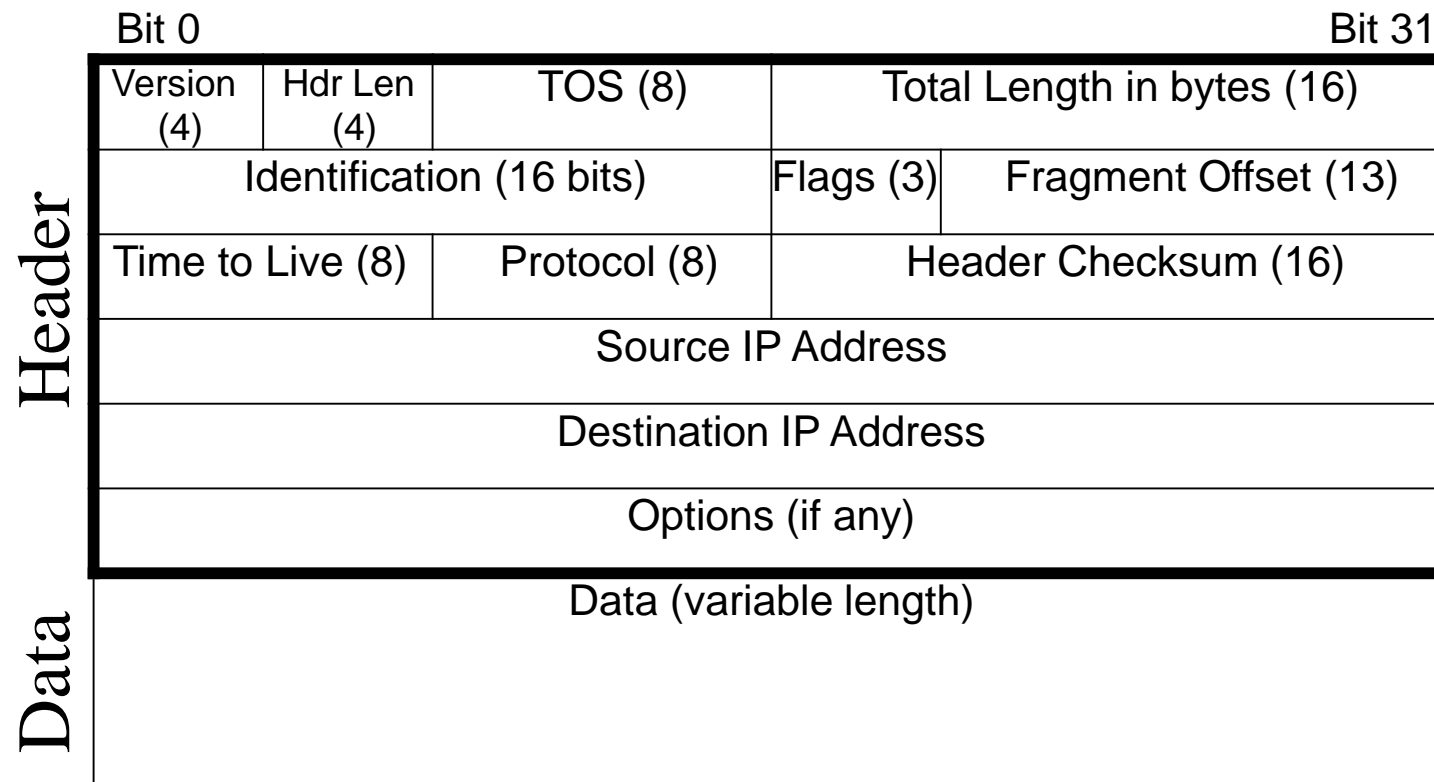 Bit 0
Bit 31
Version
(4)
Hdr Len
(4)
TOS (8)
Total Length in bytes (16)
Identification (16 bits)
Flags (3)
Fragment Offset (13)
Time to Live (8)
Protocol (8)
Header Checksum (16)
Source IP Address
Destination IP Address
Options (if any)
Header
Data (variable length)
Data